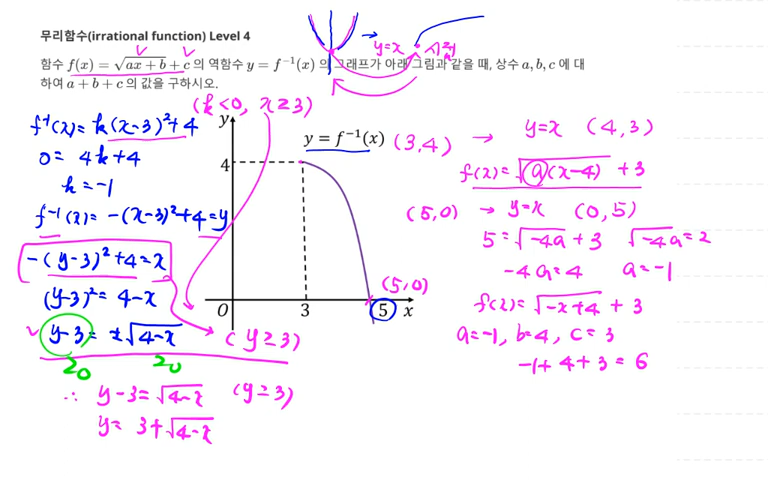 무리함수(irrational function) Level 4
함수 f(x) = √(ax + b) + c 의 역함수 y = f⁻¹(x) 의 그래프가 아래 그림과 같을 때, 상수 a, b, c 에 대
하여 a + b + c 의 값을 구하시오.
y=x
(k<0, x≥3)
f⁻¹(x)= k(x-3)²+4
0= 4k+4
k=-1
f⁻¹(x)= -(x-3)²+4=y
-(y-3)²+4=x
(y-3)²= 4-x
y-3= ±√(4-x)
≥0 ≥0
∴ y-3=√(4-x) (y≥3)
y= 3+√(4-x)
y
y = f⁻¹(x) (3,4)
4
(5,0)
O 3 5 x
(y≥3)
→ y=x (4,3)
f(x)=√(a(x-4)) +3
(5,0) → y=x (0,5)
5=√(-4a)+3 √(-4a)=2
-4a=4 a=-1
f(x)=√(-x+4) +3
a=-1, b=4, c=3
-1+4+3=6